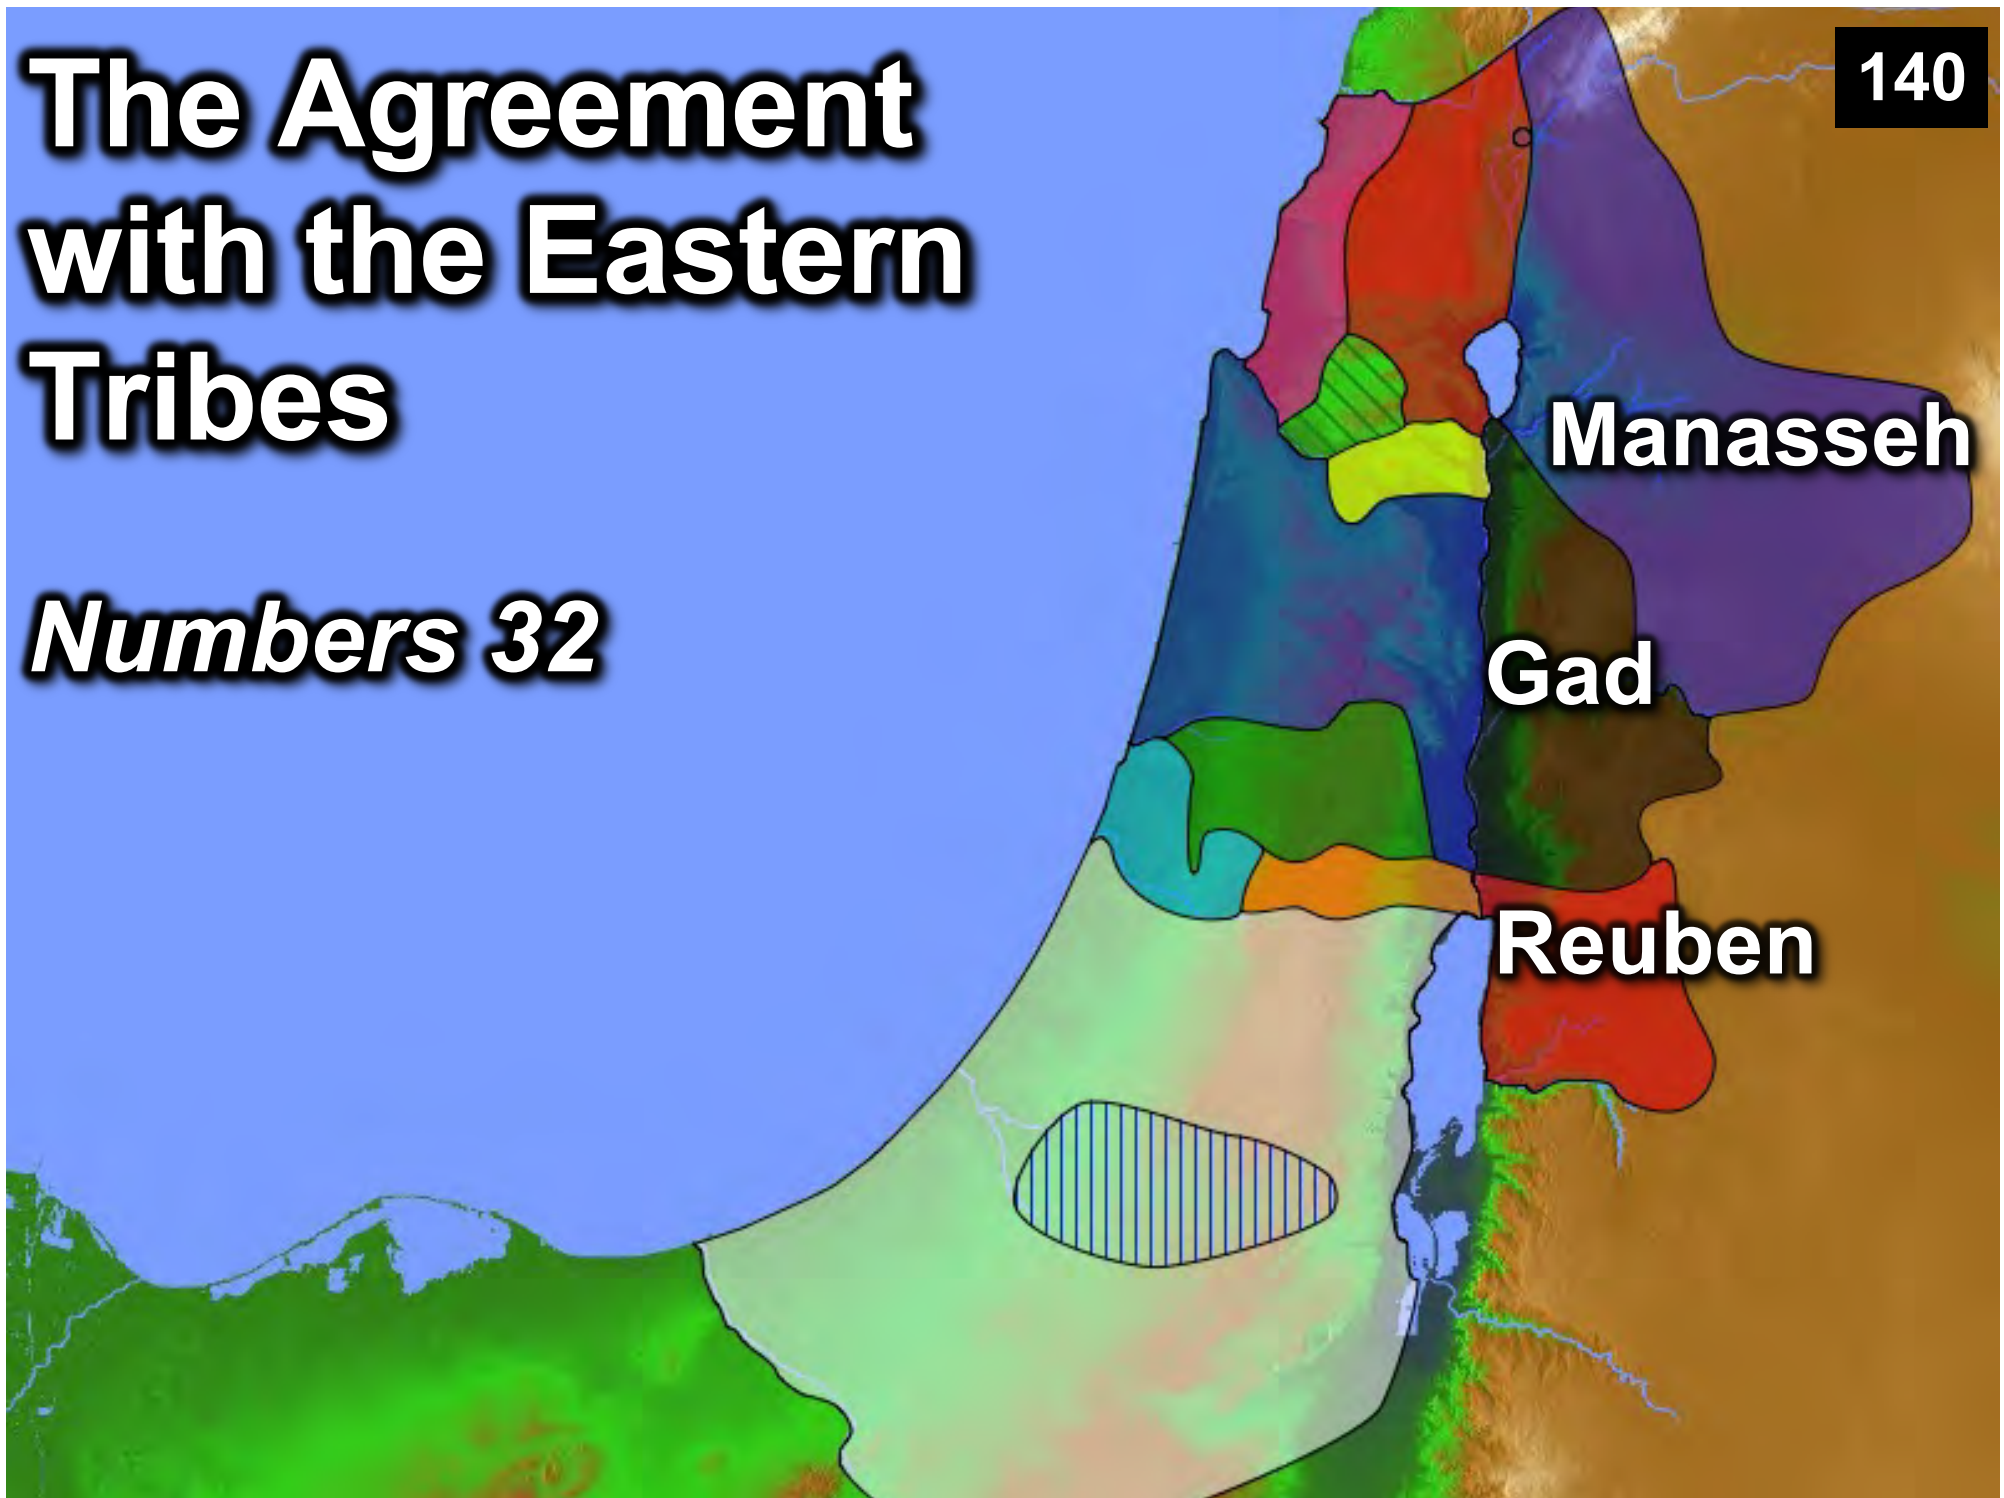 The Agreement
with the Eastern
Tribes
Numbers 32
140
Manasseh
Gad
Reuben